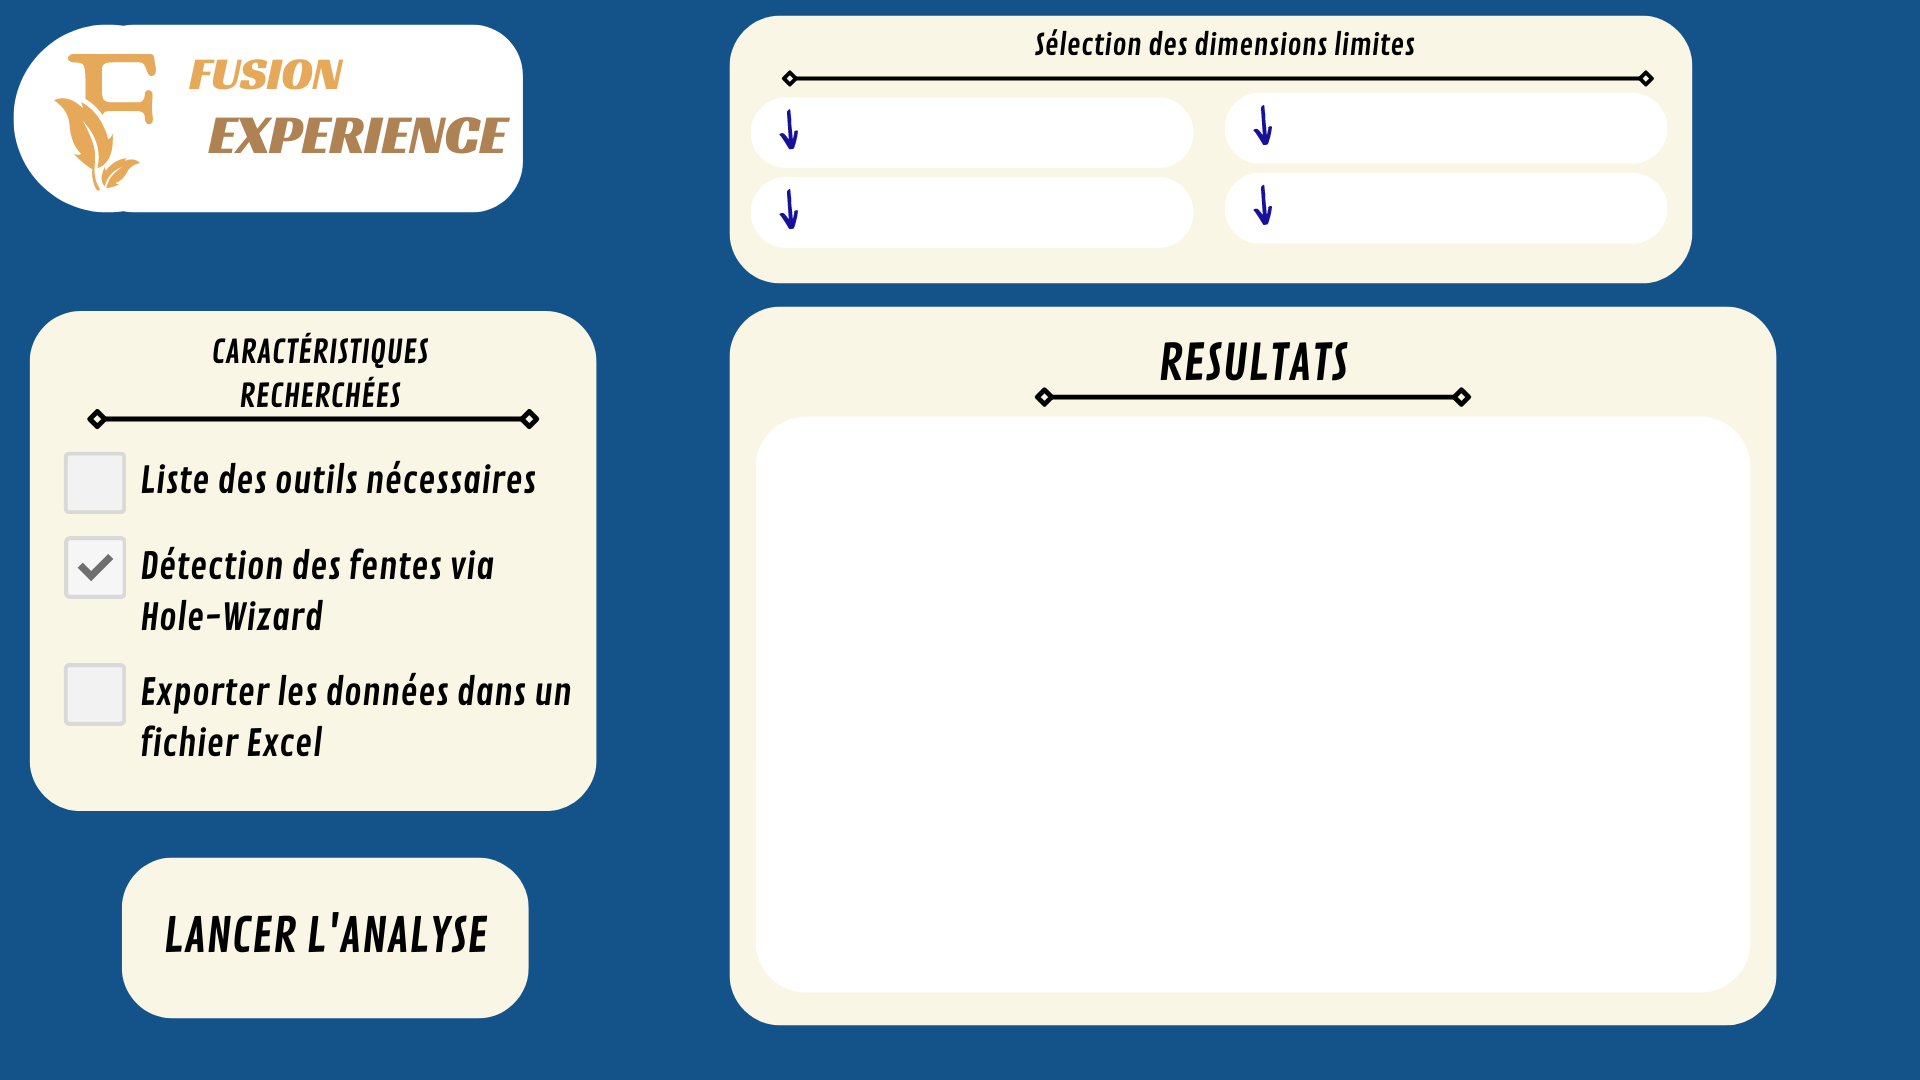 FUSION
EXPERIENCE
Sélection des dimensions limites
CARACTÉRISTIQUES
RECHERCHÉES
Liste des outils nécessaires
Détection des fentes via
Hole-Wizard
Exporter les données dans un
fichier Excel
LANCER L'ANALYSE
RESULTATS